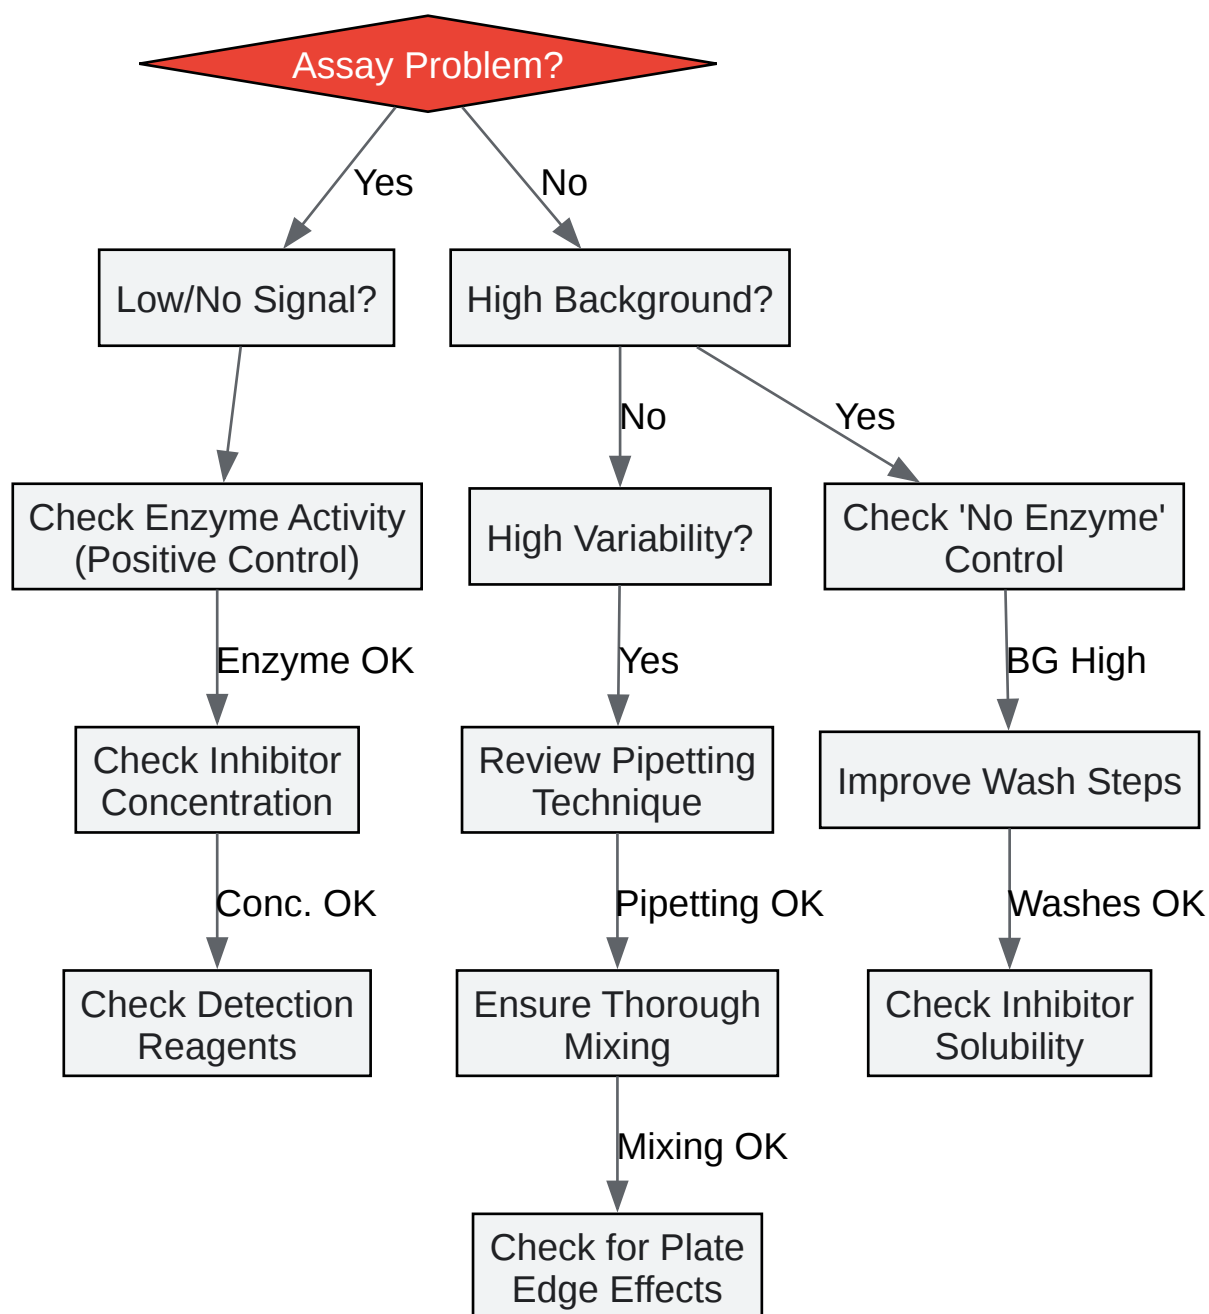 Assay Problem?
Yes
No
Low/No Signal?
High Background?
No
Yes
Check Enzyme Activity
(Positive Control)
High Variability?
Check 'No Enzyme'
Control
Enzyme OK
Yes
BG High
Check Inhibitor
Concentration
Review Pipetting
Technique
Improve Wash Steps
Conc. OK
Pipetting OK
Washes OK
Check Detection
Reagents
Ensure Thorough
Mixing
Check Inhibitor
Solubility
Mixing OK
Check for Plate
Edge Effects